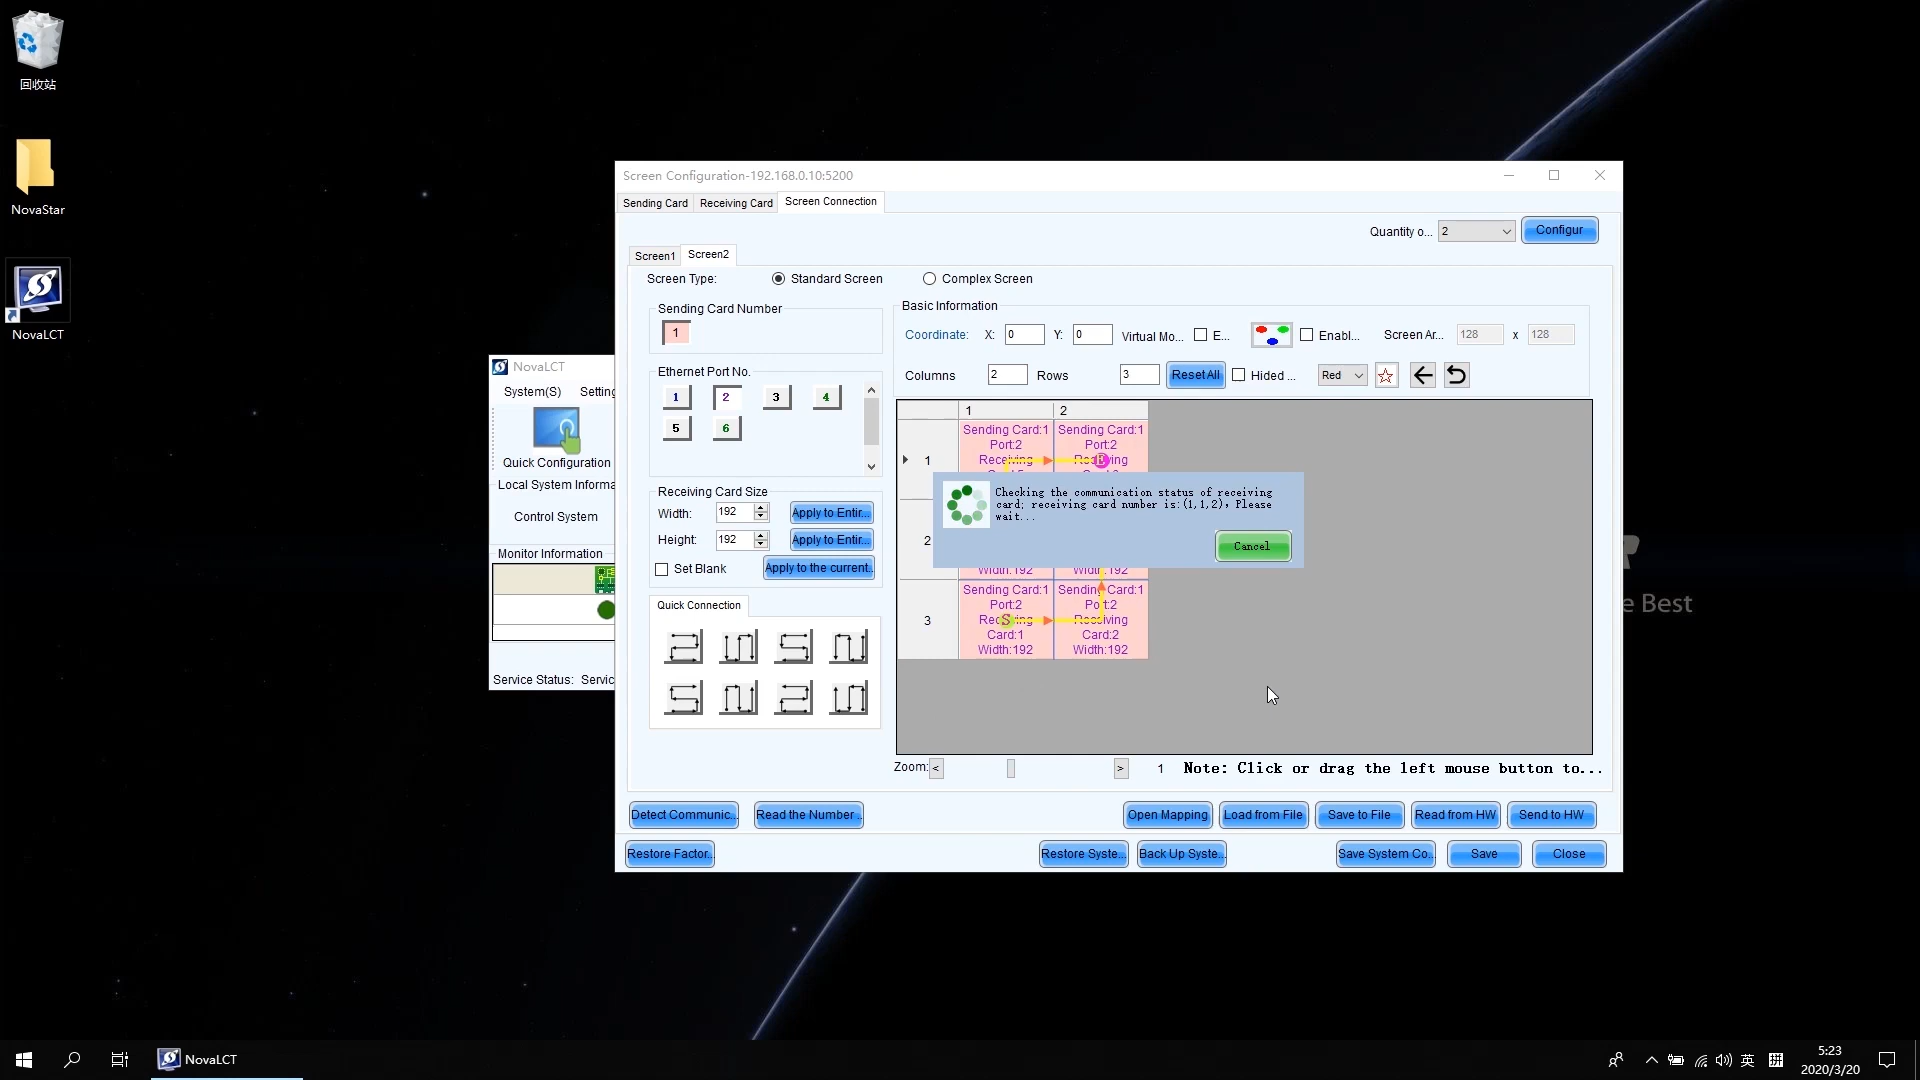 回收站
NovaStar
NovaLCT
NovaLCT
System(S)
Setting
Quick Configuration
Local System Informa
Control System
Monitor Information
Service Status: Servic
Screen Configuration-192.168.0.10:5200
Sending Card
Receiving Card
Screen Connection
Quantity o...
2
Configur
Screen1
Screen2
Screen Type:
Standard Screen
Complex Screen
Sending Card Number
1
Ethernet Port No.
1
2
3
4
5
6
Receiving Card Size
Width:
192
Apply to Entir...
Height:
192
Apply to Entir...
Set Blank
Apply to the current...
Quick Connection
Basic Information
Coordinate:
X:
0
Y:
0
Virtual Mo...
E...
Enabl...
Screen Ar...
128
x
128
Columns
2
Rows
3
Reset All
Hided ...
Red
1
2
1
Sending Card:1
Port:2
Sending Card:1
Port:2
E
2
Checking the communication status of receiving
card; receiving card number is:(1,1,2), Please
wait...
Cancel
Width:192
Width:192
3
Sending Card:1
Port:2
Receiving
Card:1
Width:192
S
Sending Card:1
Port:2
Receiving
Card:2
Width:192
Zoom:
<
>
1
Note: Click or drag the left mouse button to...
Detect Communic...
Read the Number ...
Open Mapping
Load from File
Save to File
Read from HW
Send to HW
Restore Factor...
Restore Syste...
Back Up Syste...
Save System Co...
Save
Close
e Best
NovaLCT
英
拼
5:23
2020/3/20